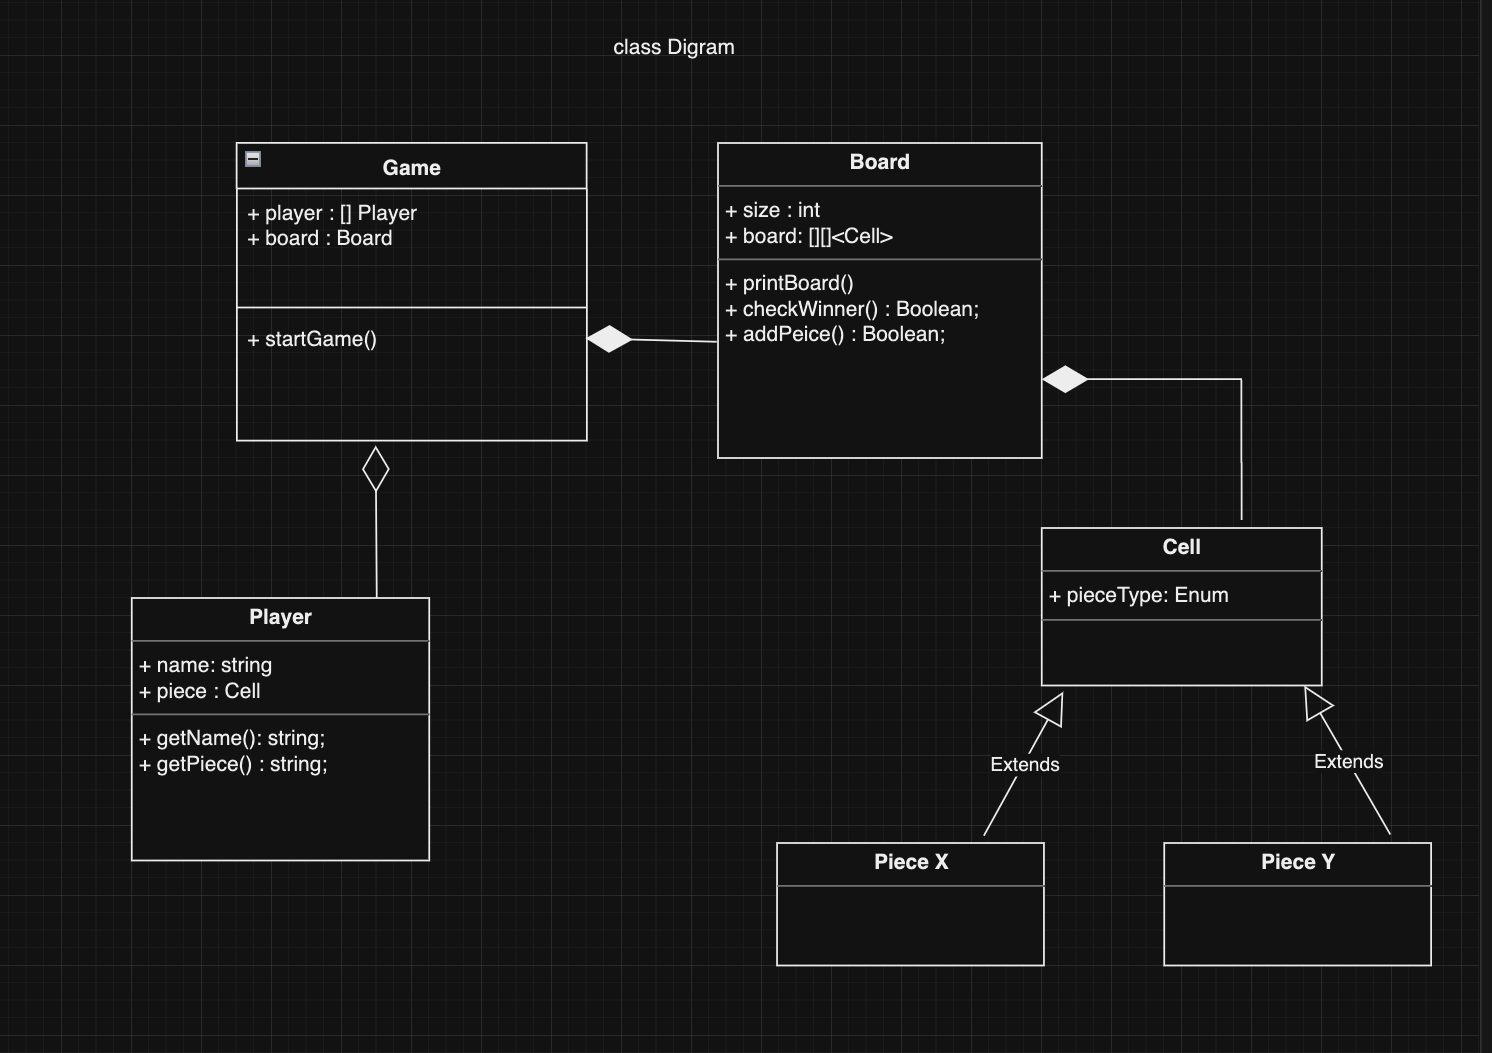 class Digram
Game
+ player : [] Player
+ board : Board
+ startGame()
Board
+ size : int
+ board: [][]<Cell>
+ printBoard()
+ checkWinner() : Boolean;
+ addPeice() : Boolean;
Player
+ name: string
+ piece : Cell
+ getName(): string;
+ getPiece() : string;
Cell
+ pieceType: Enum
Extends
Extends
Piece X
Piece Y